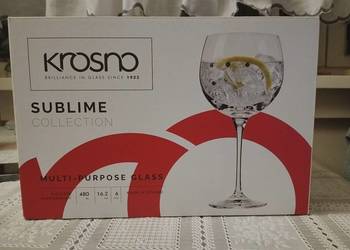 KROSNO
BRILLIANCE IN GLASS SINCE 1923
SUBLIME
COLLECTION
MULTI-PURPOSE GLASS
480 16.2 6